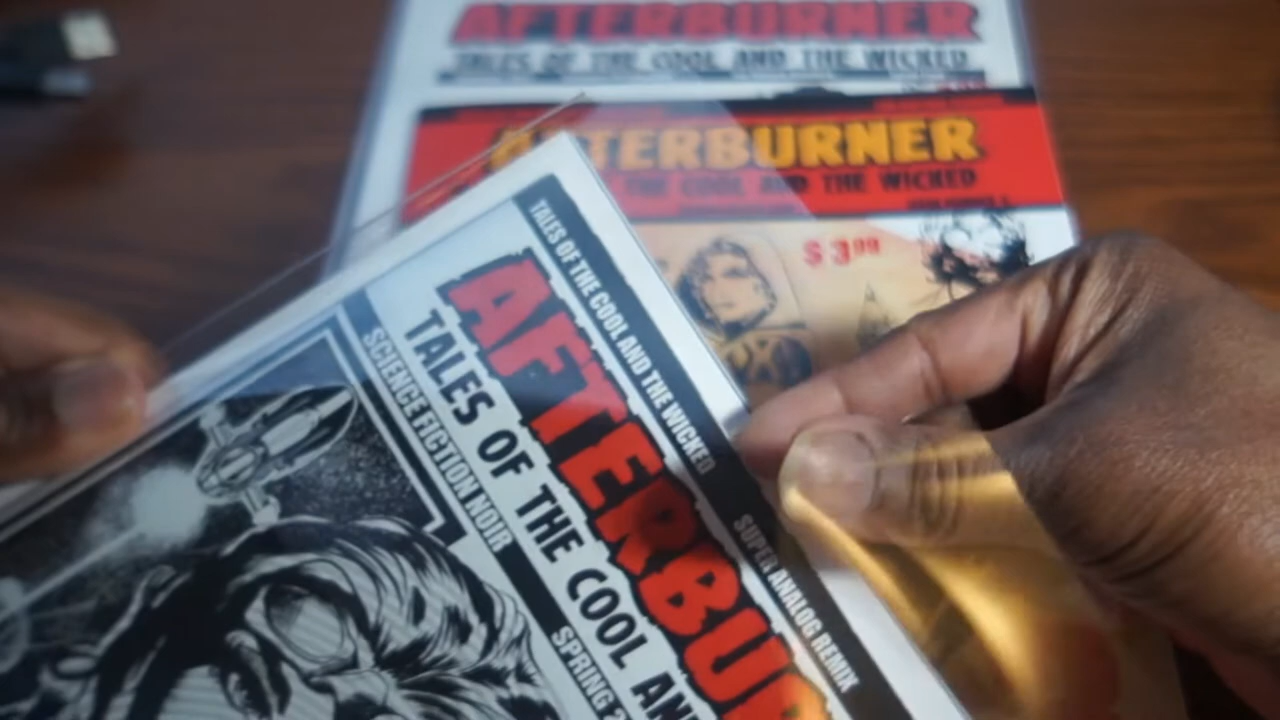 AFTERBURNER
TALES OF THE COOL AND THE WICKED
AFTERBURNER
THE COOL AND THE WICKED
$3.99
TALES OF THE COOL AND THE WICKED SUPER ANALOG REMIX
AFTERBU
TALES OF THE COOL AN
SCIENCE FICTION NOIR SPRING 2